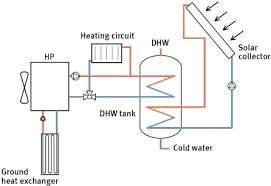 Heating circuit
HP
DHW
Solar
collector
DHW tank
Cold water
Ground
heat exchanger